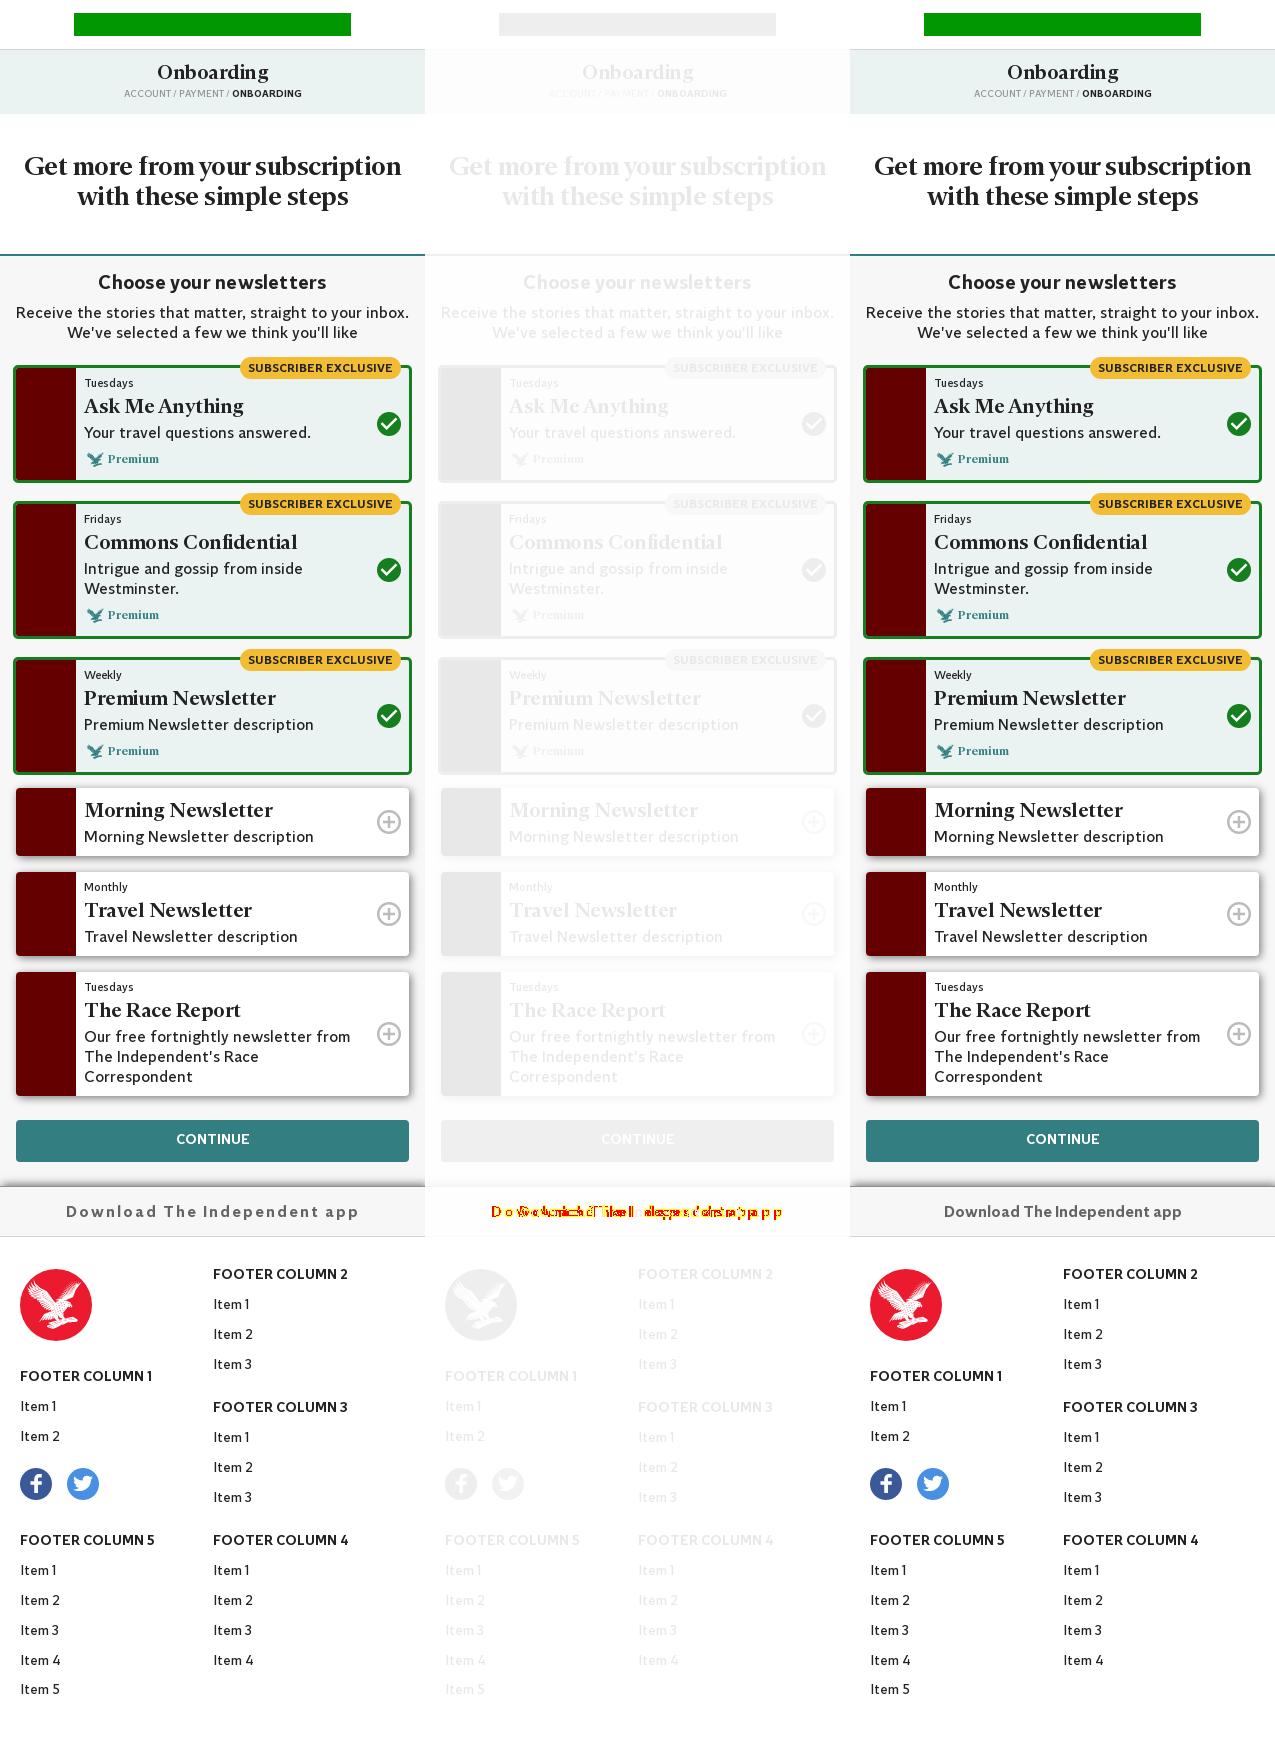 Onboarding
ACCOUNT / PAYMENT / ONBOARDING
Get more from your subscription
with these simple steps
Choose your newsletters
Receive the stories that matter, straight to your inbox.
We've selected a few we think you'll like
SUBSCRIBER EXCLUSIVE
Tuesdays
Ask Me Anything
Your travel questions answered.
Premium
SUBSCRIBER EXCLUSIVE
Fridays
Commons Confidential
Intrigue and gossip from inside
Westminster.
Premium
SUBSCRIBER EXCLUSIVE
Weekly
Premium Newsletter
Premium Newsletter description
Premium
Morning Newsletter
Morning Newsletter description
Monthly
Travel Newsletter
Travel Newsletter description
Tuesdays
The Race Report
Our free fortnightly newsletter from
The Independent's Race
Correspondent
CONTINUE
Download The Independent app
FOOTER COLUMN 1
Item 1
Item 2
FOOTER COLUMN 5
Item 1
Item 2
Item 3
Item 4
Item 5
FOOTER COLUMN 2
Item 1
Item 2
Item 3
FOOTER COLUMN 3
Item 1
Item 2
Item 3
FOOTER COLUMN 4
Item 1
Item 2
Item 3
Item 4
Onboarding
ACCOUNT / PAYMENT / ONBOARDING
Get more from your subscription
with these simple steps
Choose your newsletters
Receive the stories that matter, straight to your inbox.
We've selected a few we think you'll like
SUBSCRIBER EXCLUSIVE
Tuesdays
Ask Me Anything
Your travel questions answered.
Premium
SUBSCRIBER EXCLUSIVE
Fridays
Commons Confidential
Intrigue and gossip from inside
Westminster.
Premium
SUBSCRIBER EXCLUSIVE
Weekly
Premium Newsletter
Premium Newsletter description
Premium
Morning Newsletter
Morning Newsletter description
Monthly
Travel Newsletter
Travel Newsletter description
Tuesdays
The Race Report
Our free fortnightly newsletter from
The Independent's Race
Correspondent
CONTINUE
FOOTER COLUMN 1
Item 1
Item 2
FOOTER COLUMN 5
Item 1
Item 2
Item 3
Item 4
Item 5
FOOTER COLUMN 2
Item 1
Item 2
Item 3
FOOTER COLUMN 3
Item 1
Item 2
Item 3
FOOTER COLUMN 4
Item 1
Item 2
Item 3
Item 4
Onboarding
ACCOUNT / PAYMENT / ONBOARDING
Get more from your subscription
with these simple steps
Choose your newsletters
Receive the stories that matter, straight to your inbox.
We've selected a few we think you'll like
SUBSCRIBER EXCLUSIVE
Tuesdays
Ask Me Anything
Your travel questions answered.
Premium
SUBSCRIBER EXCLUSIVE
Fridays
Commons Confidential
Intrigue and gossip from inside
Westminster.
Premium
SUBSCRIBER EXCLUSIVE
Weekly
Premium Newsletter
Premium Newsletter description
Premium
Morning Newsletter
Morning Newsletter description
Monthly
Travel Newsletter
Travel Newsletter description
Tuesdays
The Race Report
Our free fortnightly newsletter from
The Independent's Race
Correspondent
CONTINUE
Download The Independent app
FOOTER COLUMN 1
Item 1
Item 2
FOOTER COLUMN 5
Item 1
Item 2
Item 3
Item 4
Item 5
FOOTER COLUMN 2
Item 1
Item 2
Item 3
FOOTER COLUMN 3
Item 1
Item 2
Item 3
FOOTER COLUMN 4
Item 1
Item 2
Item 3
Item 4